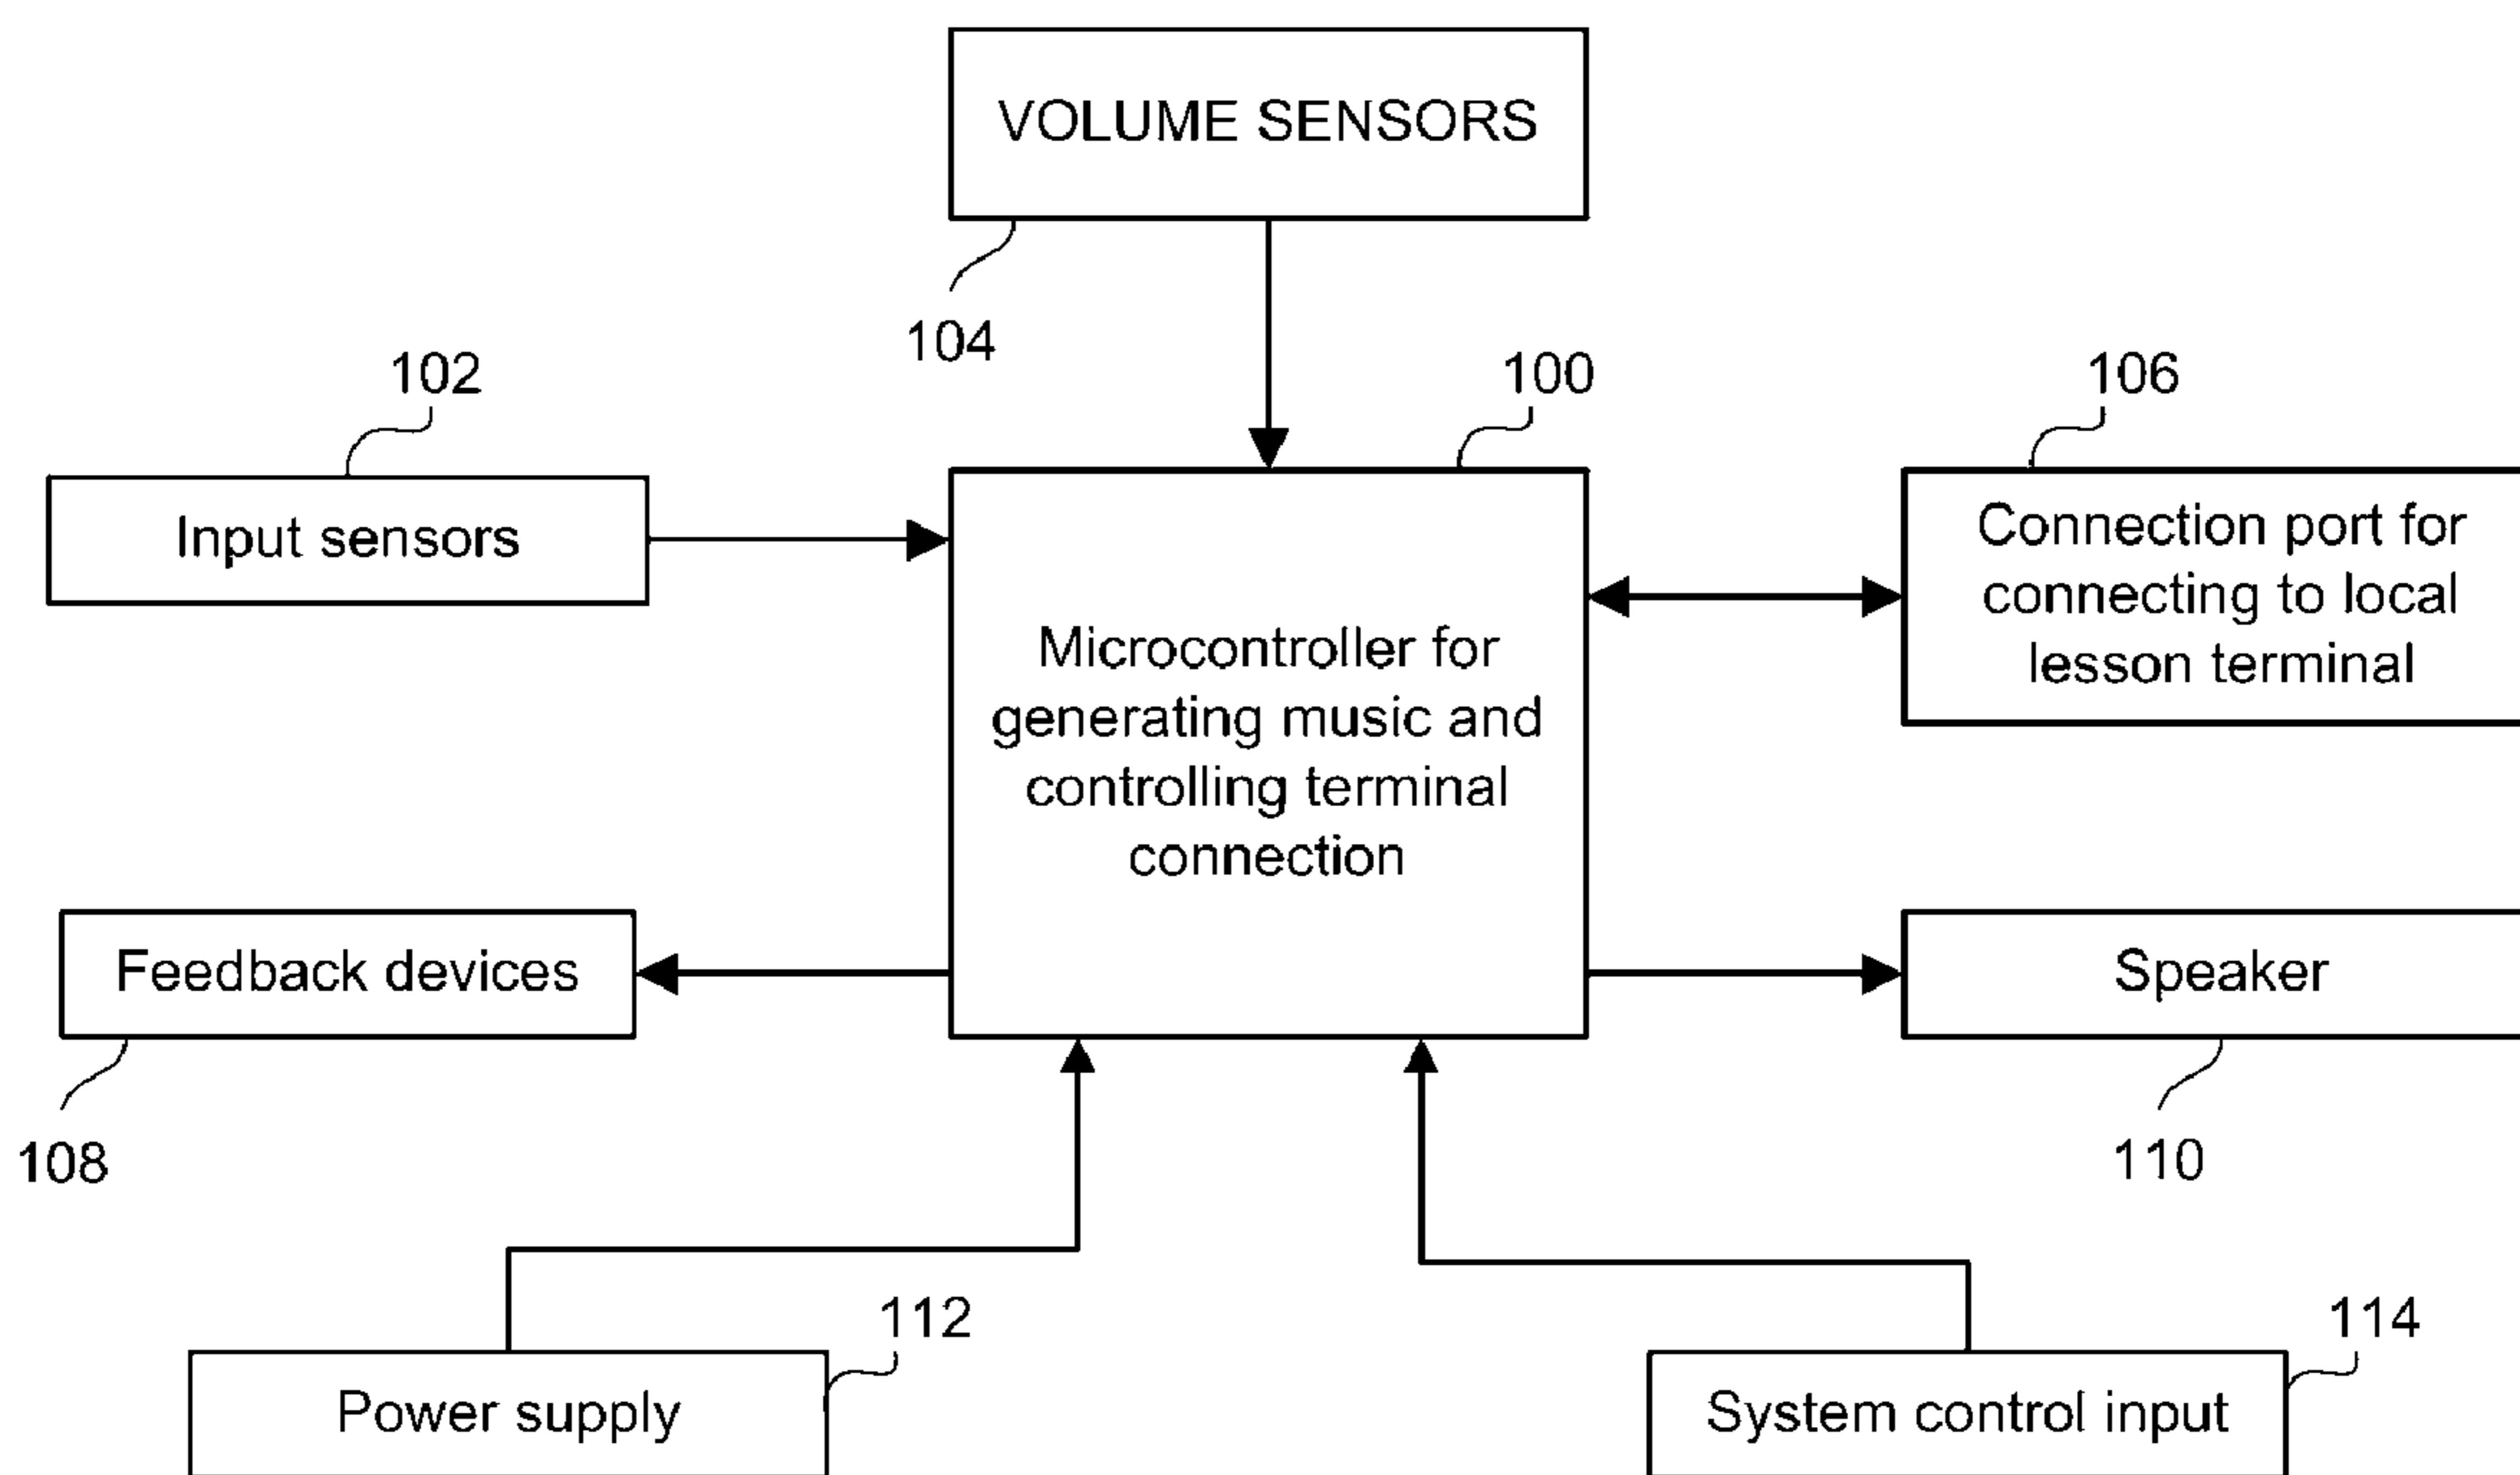 VOLUME SENSORS
104
102
100
106
Input sensors
Connection port for
connecting to local
lesson terminal
Microcontroller for
generating music and
controlling terminal
connection
Feedback devices
Speaker
108
110
112
114
Power supply
System control input